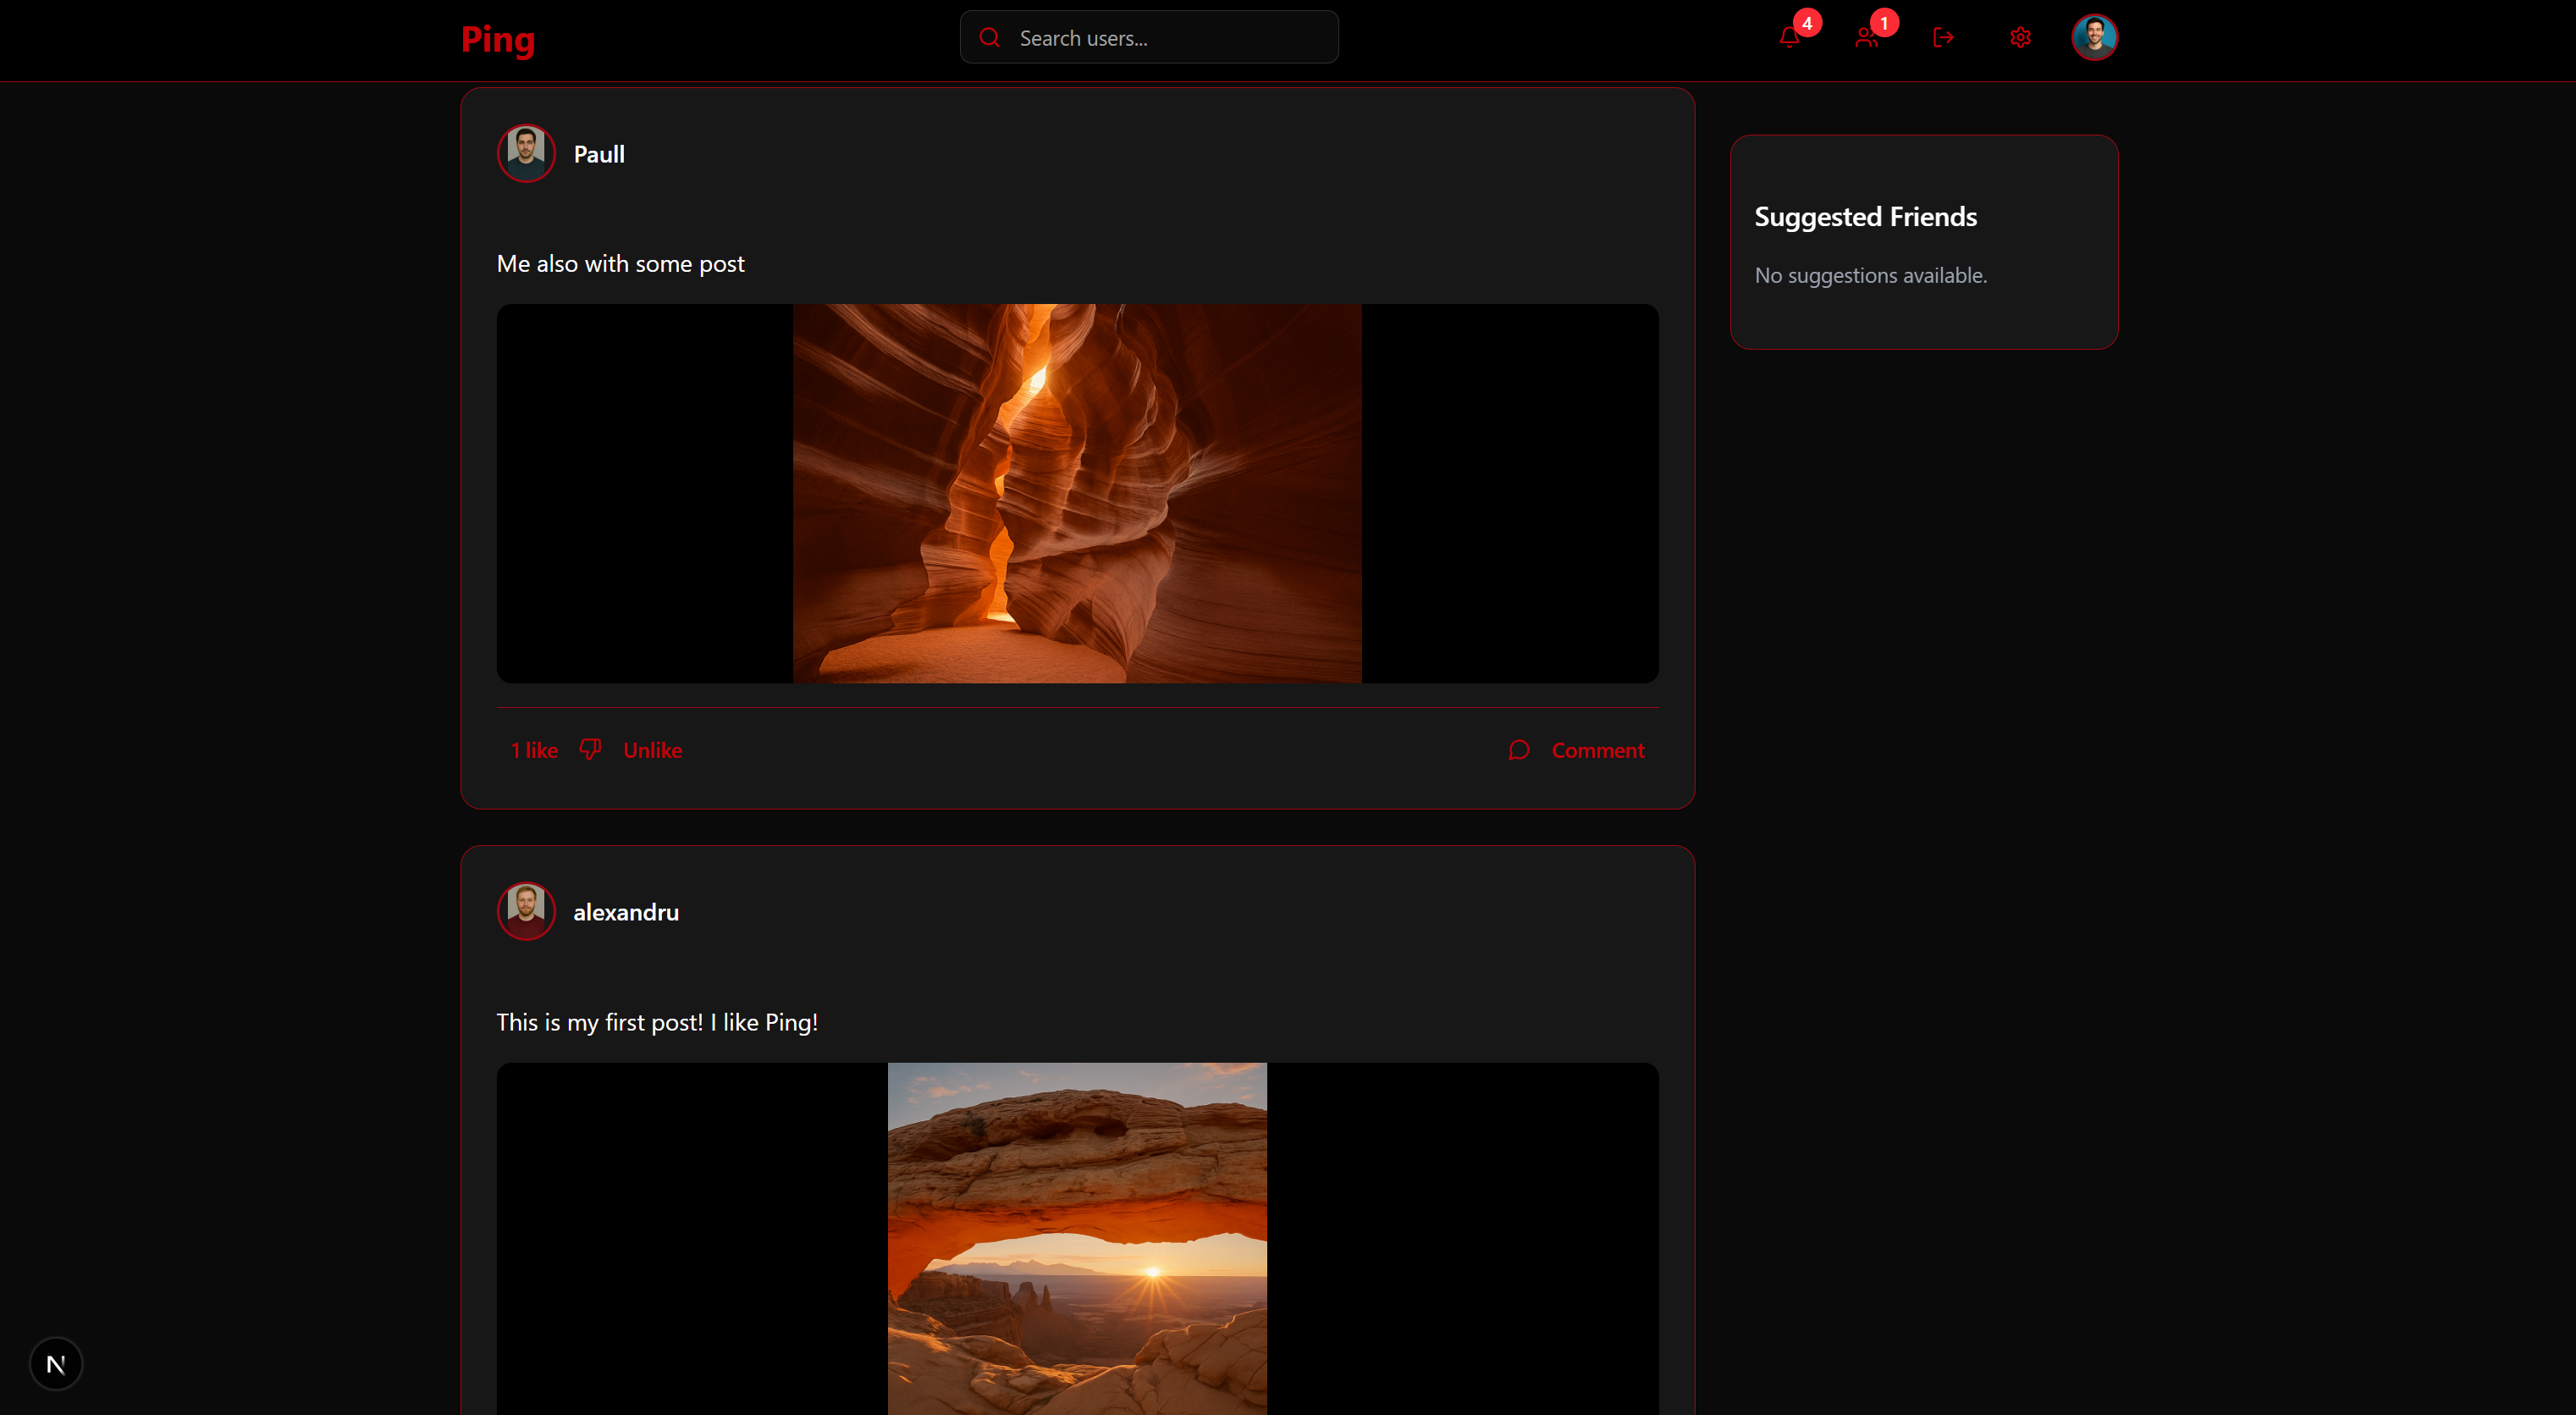 Ping
Search users...
4
1
Paull
Me also with some post
1 like
Unlike
Comment
Suggested Friends
No suggestions available.
alexandru
This is my first post! I like Ping!
N